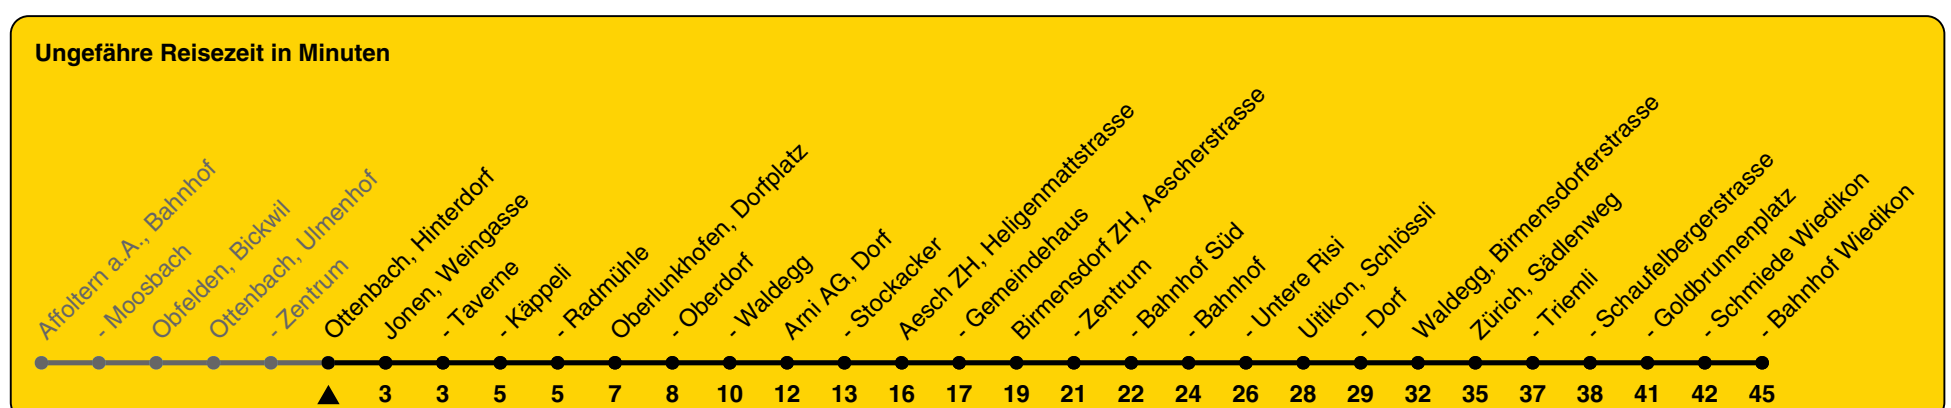 Ungefähre Reisezeit in Minuten
Affoltern a.A., Bahnhof
- Moosbach
Obfelden, Bickwil
Ottenbach, Ulmenhof
- Zentrum
Ottenbach, Hinterdorf
Jonen, Weingasse
- Taverne
- Käppeli
- Radmühle
Oberlunkhofen, Dorfplatz
- Oberdorf
- Waldegg
Arni AG, Dorf
- Stockacker
Aesch ZH, Heligenmattstrasse
- Gemeindehaus
Birmensdorf ZH, Aescherstrasse
- Zentrum
- Bahnhof Süd
- Bahnhof
- Untere Risi
Uitikon, Schlössli
- Dorf
Waldegg, Birmensdorferstrasse
Zürich, Sädlenweg
- Triemli
- Schaufelbergerstrasse
- Goldbrunnenplatz
- Schmiede Wiedikon
- Bahnhof Wiedikon
3 3 5 5 7 8 10 12 13 16 17 19 21 22 24 26 28 29 32 35 37 38 41 42 45